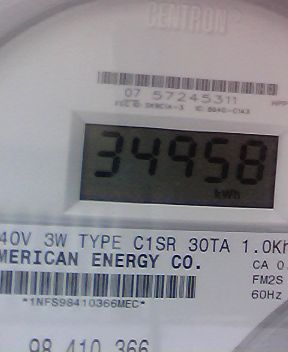 CENTRON
07 57245311
34958
kWh
40V 3W TYPE C1SR 30TA 1.0Kh
MERICAN ENERGY CO.
CA 0.
FM2S
60Hz
*1NFS98410366MEC*
98 410 366